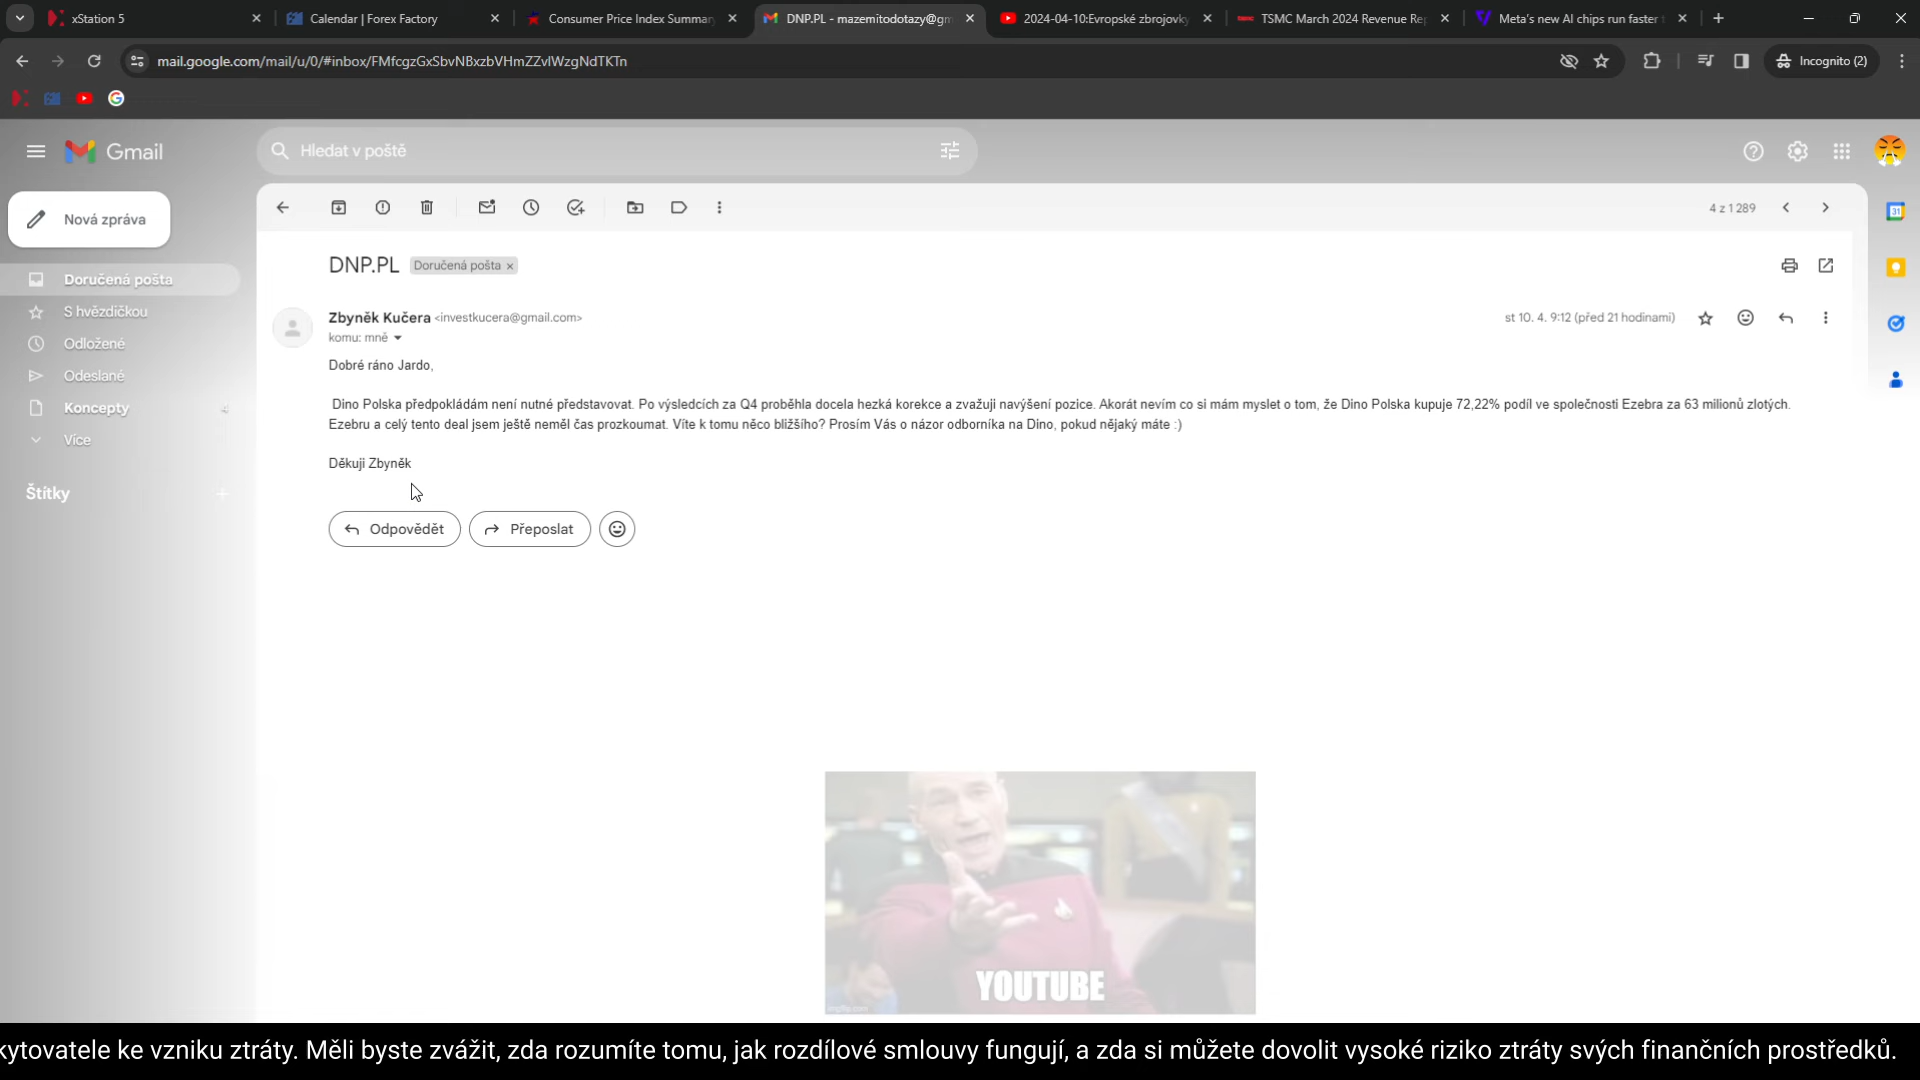 xStation 5
Calendar | Forex Factory
Consumer Price Index Summar
DNP.PL - mazemitodotazy@gm
2024-04-10:Evropské zbrojovky
TSMC March 2024 Revenue Re
Meta's new AI chips run faster
mail.google.com/mail/u/0/#inbox/FMfcgzGxSbvNBxzbVHmZZvlWzgNdTKTn
Incognito (2)
Gmail
Hledat v poště
Nová zpráva
4 z 1 289
31
DNP.PL
Doručená pošta
Doručená pošta
S hvězdičkou
Odložené
Odeslané
Koncepty
4
Více
Štítky
Zbyněk Kučera <investkucera@gmail.com>
st 10. 4. 9:12 (před 21 hodinami)
komu: mně
Dobré ráno Jardo,
Dino Polska předpokládám není nutné představovat. Po výsledcích za Q4 proběhla docela hezká korekce a zvažuji navýšení pozice. Akorát nevím co si mám myslet o tom, že Dino Polska kupuje 72,22% podíl ve společnosti Ezebra za 63 milionů zlotých.
Ezebru a celý tento deal jsem ještě neměl čas prozkoumat. Víte k tomu něco bližšího? Prosím Vás o názor odborníka na Dino, pokud nějaký máte :)
Děkuji Zbyněk
Odpovědět
Přeposlat
YOUTUBE
imgflip.com
kytovatele ke vzniku ztráty. Měli byste zvážit, zda rozumíte tomu, jak rozdílové smlouvy fungují, a zda si můžete dovolit vysoké riziko ztráty svých finančních prostředků.